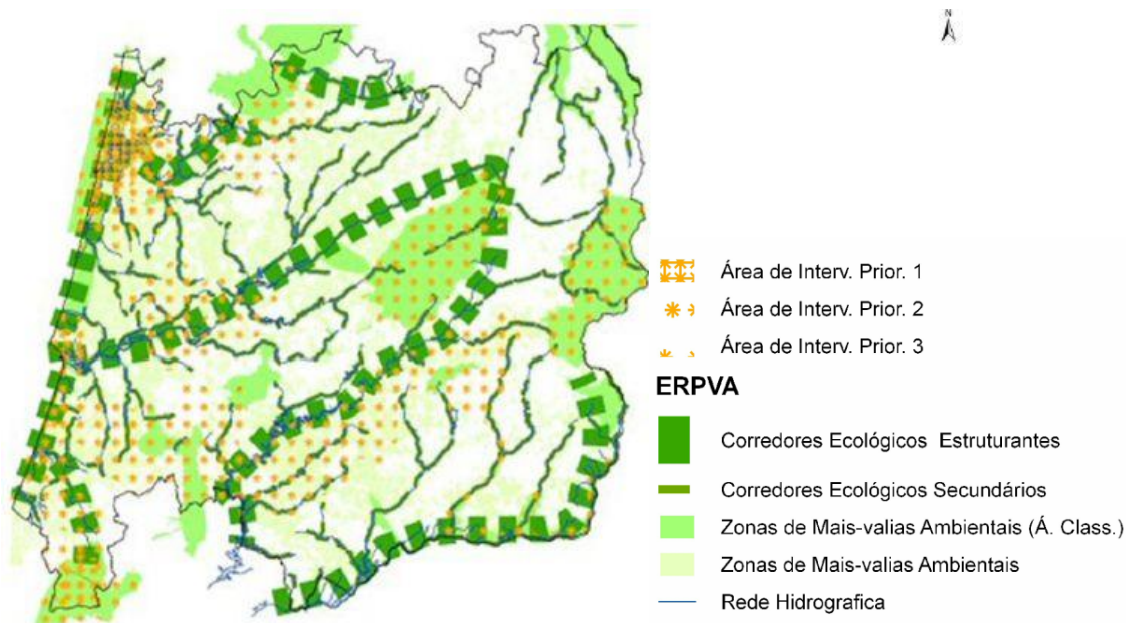 N
Área de Interv. Prior. 1
Área de Interv. Prior. 2
Área de Interv. Prior. 3
ERPVA
Corredores Ecológicos Estruturantes
Corredores Ecológicos Secundários
Zonas de Mais-valias Ambientais (Á. Class.)
Zonas de Mais-valias Ambientais
Rede Hidrografica